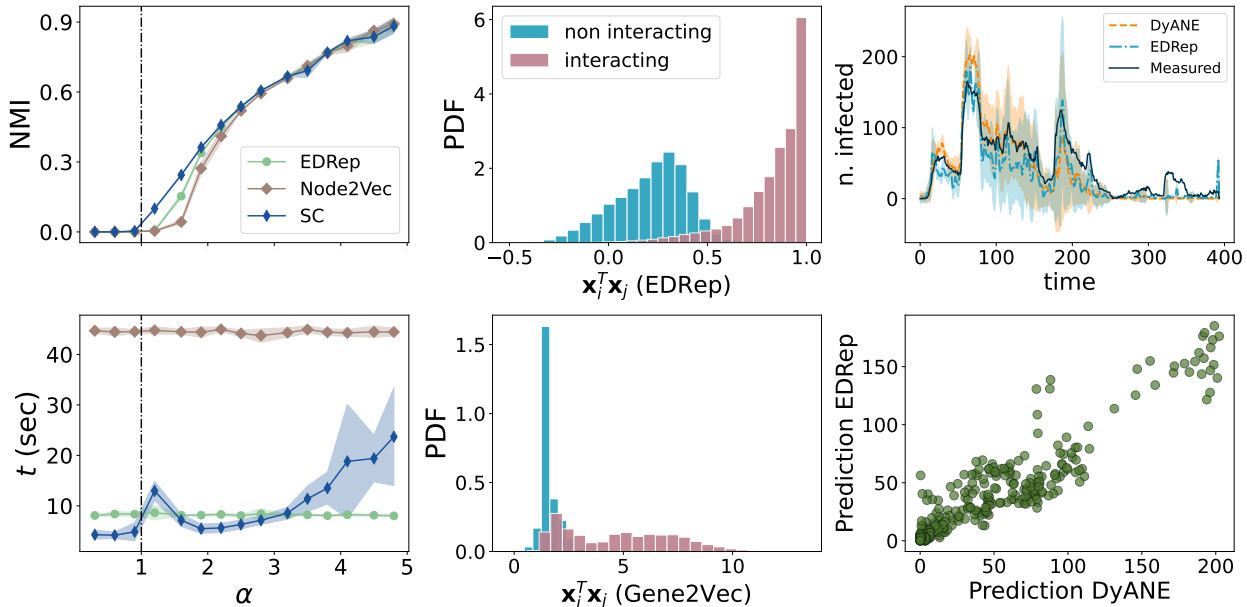 NMI
0.9
0.6
0.3
0.0
EDRep
Node2Vec
SC
PDF
6
4
2
0
non interacting
interacting
−0.5
0.0
0.5
1.0
x_i^T x_j (EDRep)
n. infected
200
100
0
DyANE
EDRep
Measured
0
100
200
300
400
time
t (sec)
40
30
20
10
1
2
3
4
5
α
PDF
1.5
1.0
0.5
0.0
0
5
10
x_i^T x_j (Gene2Vec)
Prediction EDRep
150
100
50
0
0
50
100
150
200
Prediction DyANE